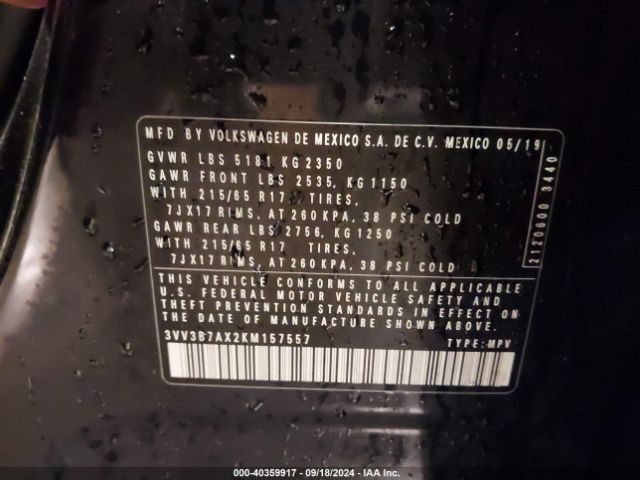 MFD BY VOLKSWAGEN DE MEXICO S.A. DE C.V. MEXICO 05/19
GVWR LBS 5181 KG 2350
GAWR FRONT LBS 2535, KG 1150
WITH 215/65 R17 TIRES,
7JX17 RIMS, AT 260 KPA, 38 PSI COLD
GAWR REAR LBS 2756, KG 1250
WITH 215/65 R17 TIRES,
7JX17 RIMS, AT 260 KPA, 38 PSI COLD
2120600 3440
THIS VEHICLE CONFORMS TO ALL APPLICABLE
U.S. FEDERAL MOTOR VEHICLE SAFETY AND
THEFT PREVENTION STANDARDS IN EFFECT ON
THE DATE OF MANUFACTURE SHOWN ABOVE.
3VV3B7AX2KM157557 TYPE: MPV
000-40359917 - 09/18/2024 - IAA Inc.